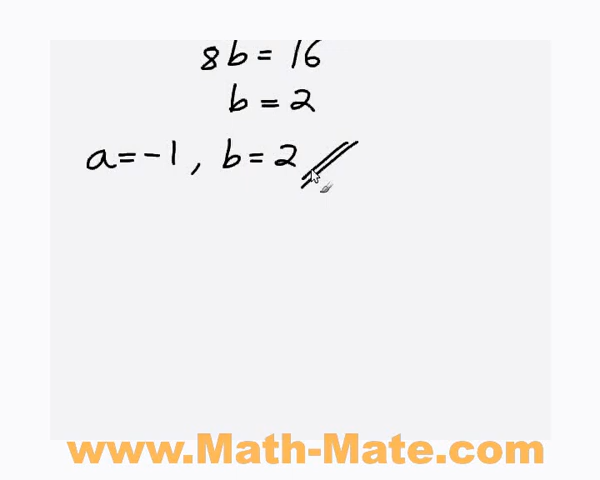 8b = 16
b = 2
a = -1, b = 2
www.Math-Mate.com